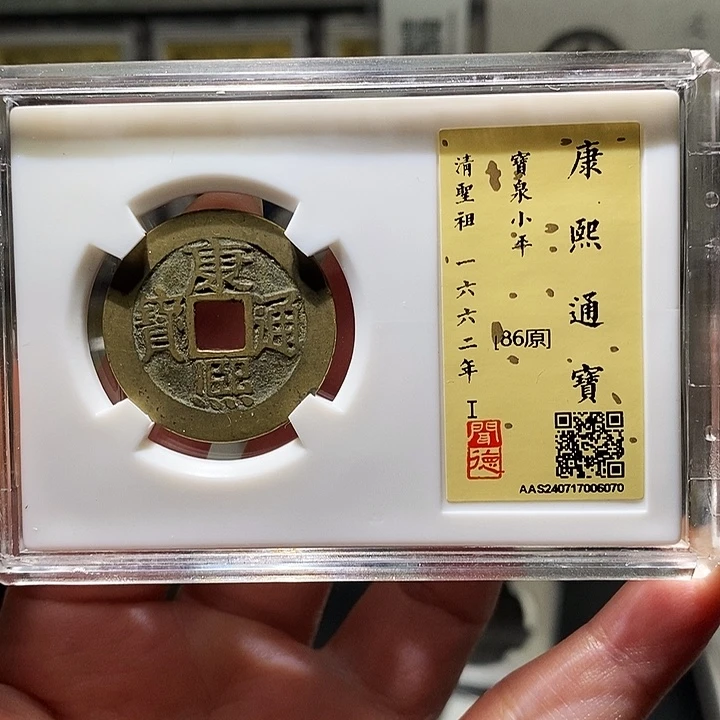 康熙通寶
康熙通寶
寶泉小平
清聖祖 一六六二年 I
[86原]
聞德
AAS240717006070